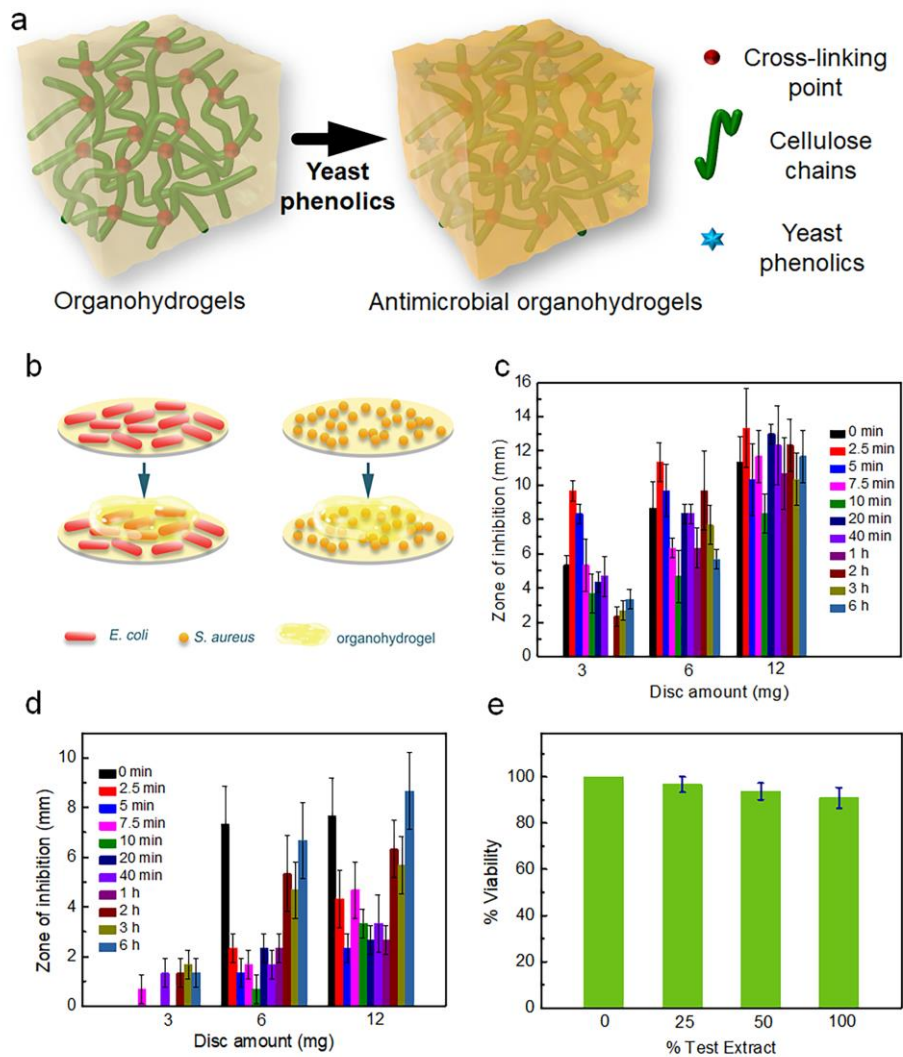 a
Yeast
phenolics
Organohydrogels
Antimicrobial organohydrogels
Cross-linking
point
Cellulose
chains
Yeast
phenolics
b
E. coli
S. aureus
organohydrogel
c
Zone of inhibition (mm)
16
14
12
10
8
6
4
2
0
0 min
2.5 min
5 min
7.5 min
10 min
20 min
40 min
1 h
2 h
3 h
6 h
3 6 12
Disc amount (mg)
d
Zone of inhibition (mm)
10
8
6
4
2
0
0 min
2.5 min
5 min
7.5 min
10 min
20 min
40 min
1 h
2 h
3 h
6 h
3 6 12
Disc amount (mg)
e
% Viability
100
80
60
40
20
0
0 25 50 100
% Test Extract